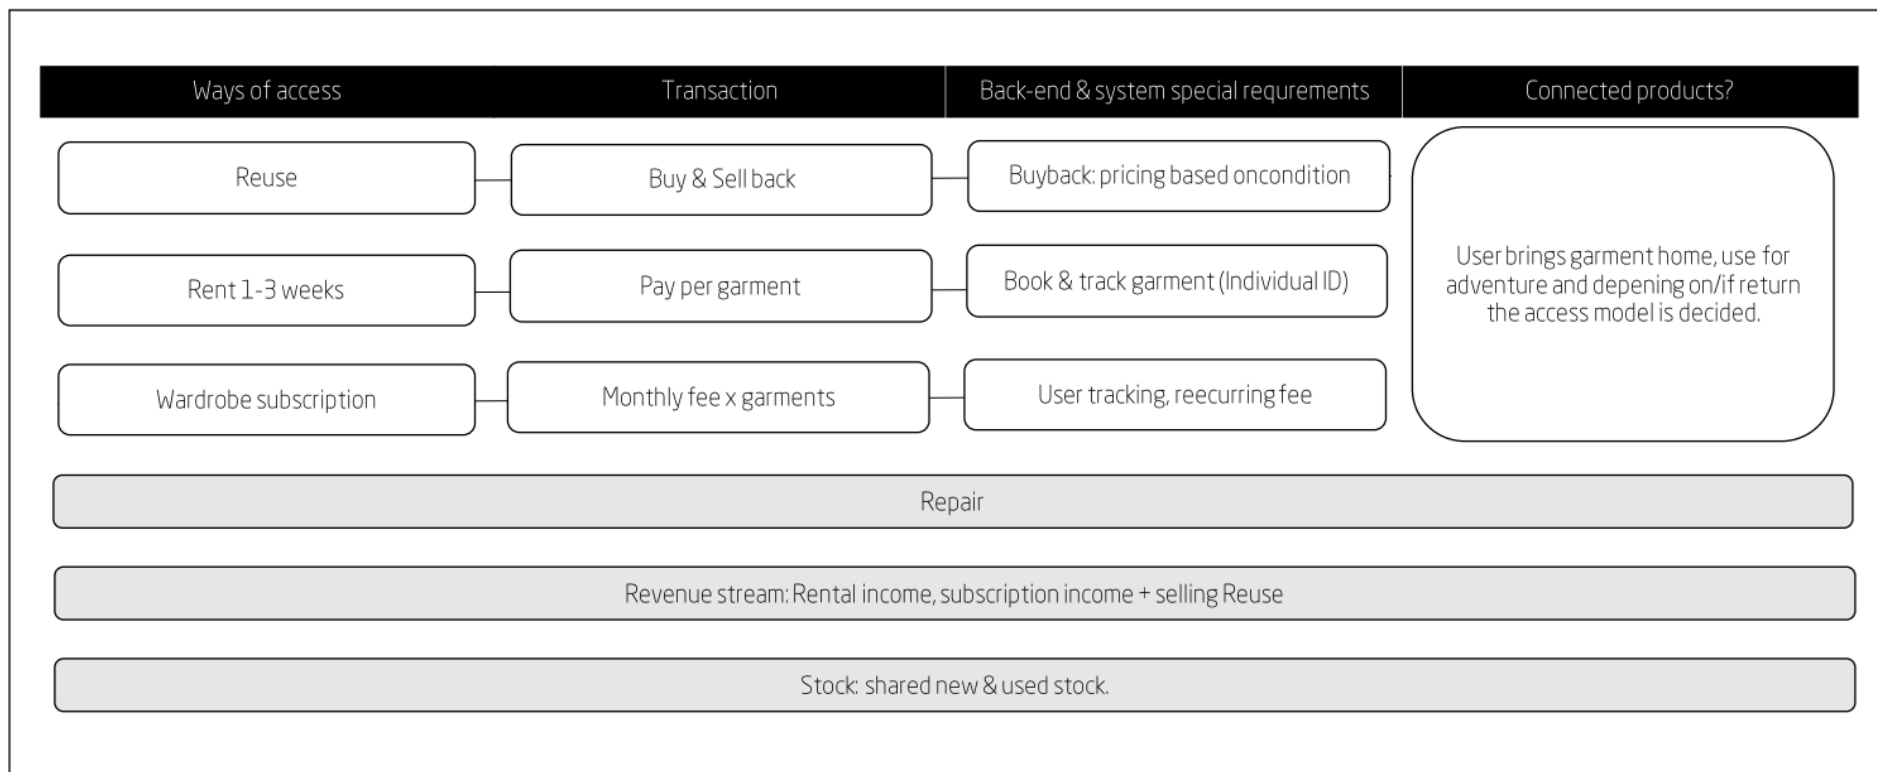 Ways of access
Transaction
Back-end & system special requrements
Connected products?
Reuse
Buy & Sell back
Buyback: pricing based oncondition
Rent 1-3 weeks
Pay per garment
Book & track garment (Individual ID)
Wardrobe subscription
Monthly fee x garments
User tracking, reecurring fee
User brings garment home, use for
adventure and depening on/if return
the access model is decided.
Repair
Revenue stream: Rental income, subscription income + selling Reuse
Stock: shared new & used stock.